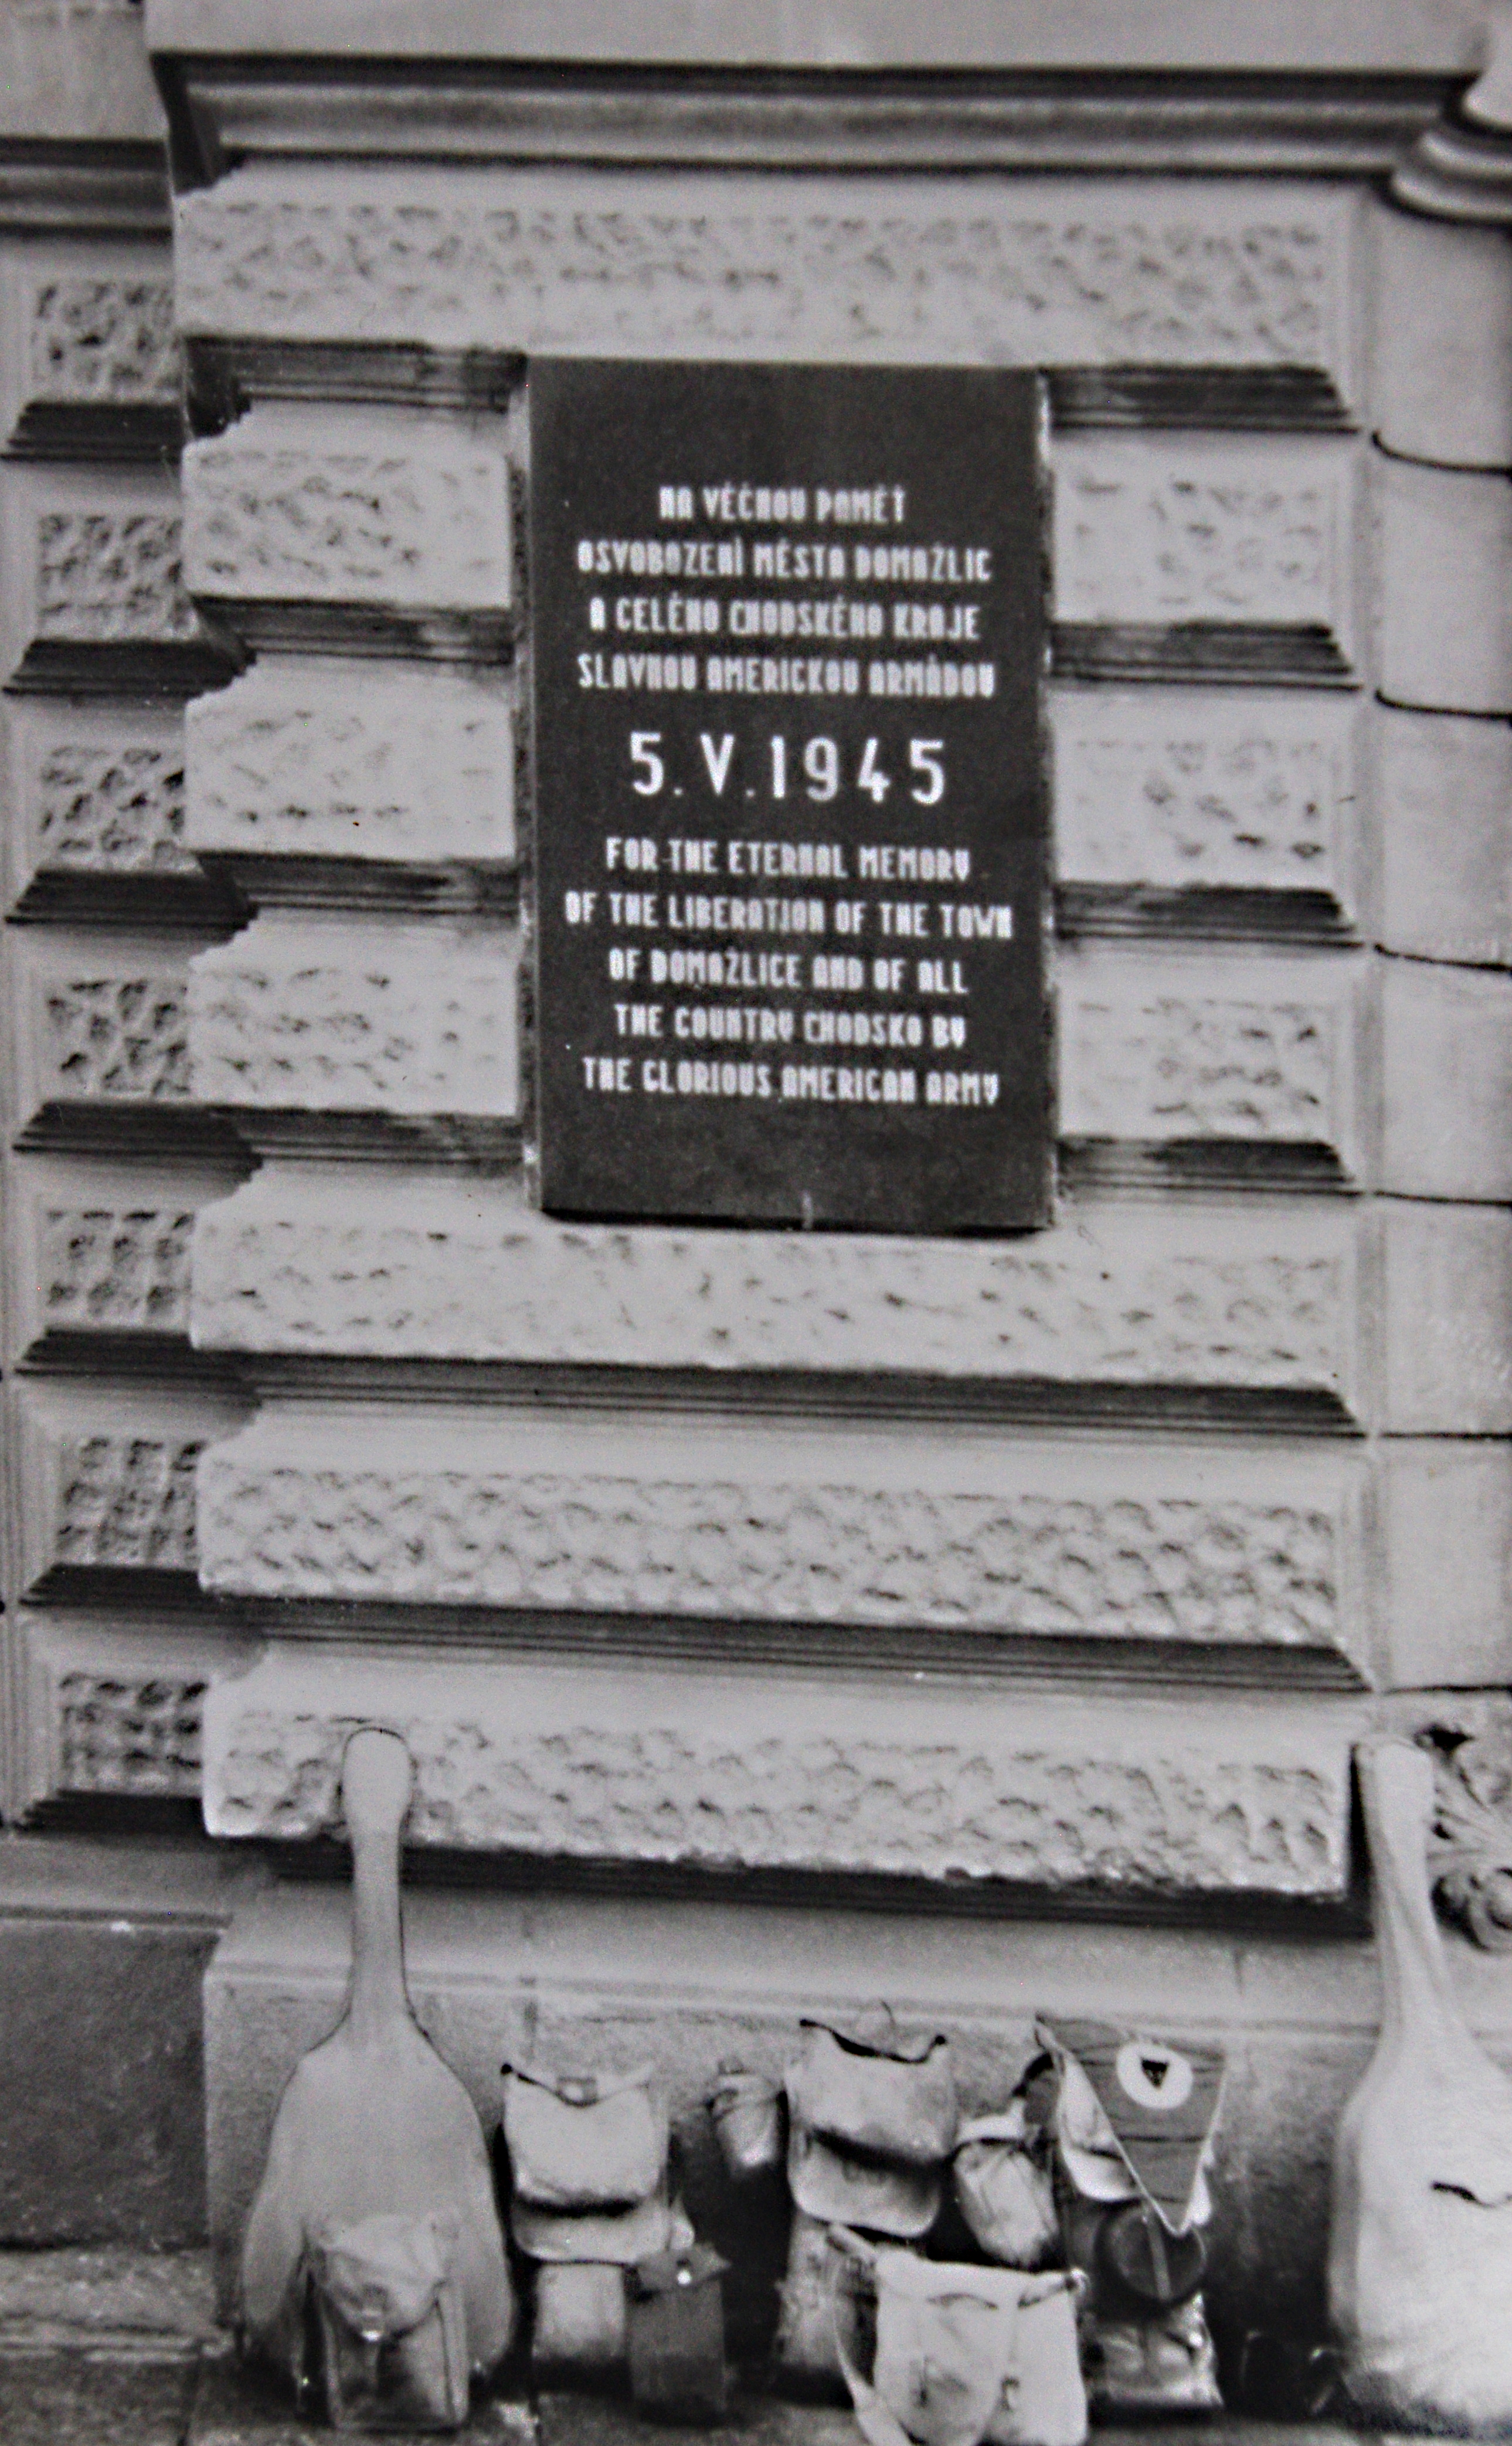 NA VĚČNOU PAMĚŤ
OSVOBOZENÍ MĚSTA DOMAŽLIC
A CELÉHO CHODSKÉHO KRAJE
SLAVNOU AMERICKOU ARMÁDOU
5. V. 1945
FOR THE ETERNAL MEMORY
OF THE LIBERATION OF THE TOWN
OF DOMAŽLICE AND OF ALL
THE COUNTRY CHODSKO BY
THE GLORIOUS AMERICAN ARMY